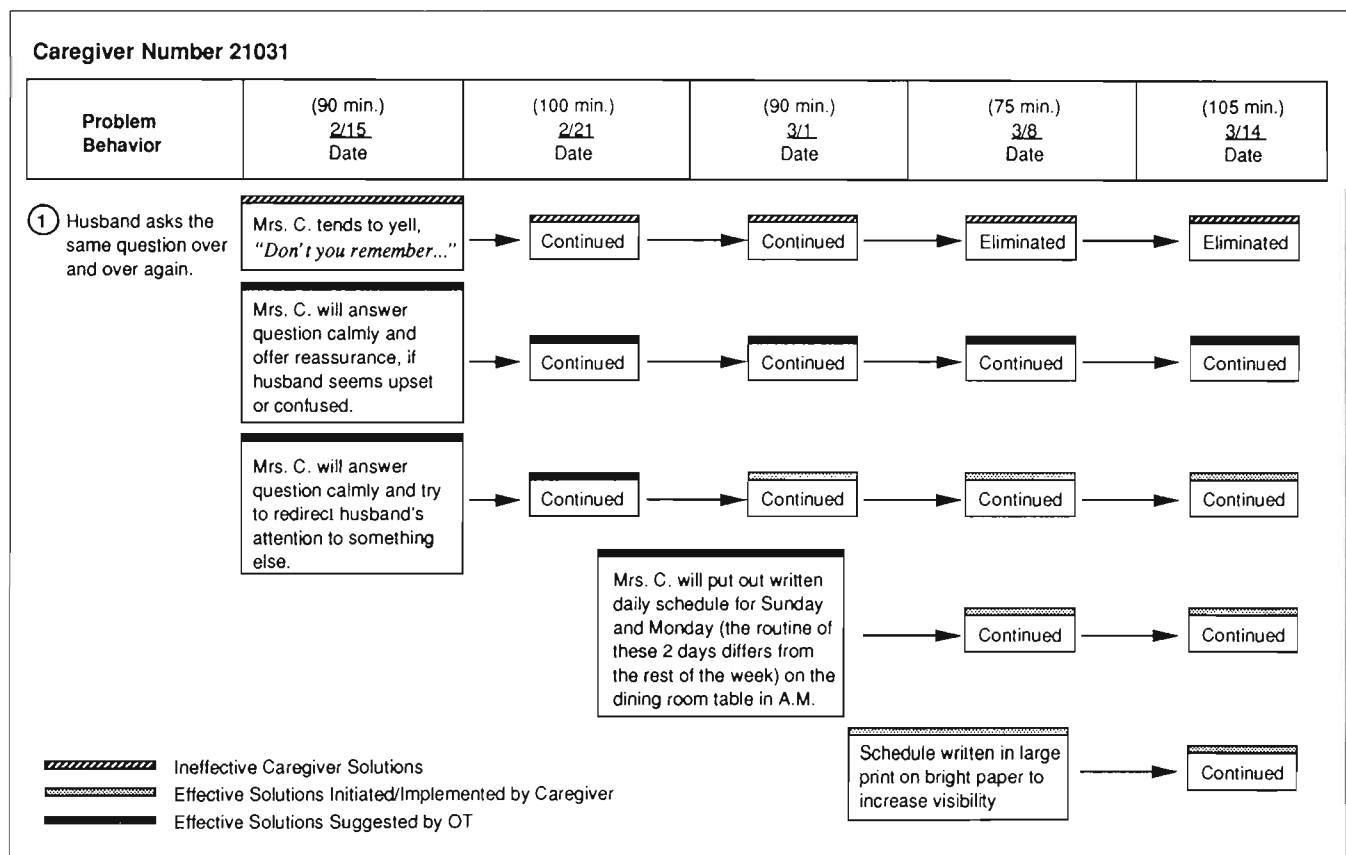 Caregiver Number 21031
Problem
Behavior
(90 min.)
2/15
Date
(100 min.)
2/21
Date
(90 min.)
3/1
Date
(75 min.)
3/8
Date
(105 min.)
3/14
Date
1 Husband asks the
same question over
and over again.
Mrs. C. tends to yell,
"Don't you remember..."
Continued
Continued
Eliminated
Eliminated
Mrs. C. will answer
question calmly and
offer reassurance, if
husband seems upset
or confused.
Continued
Continued
Continued
Continued
Mrs. C. will answer
question calmly and try
to redirect husband's
attention to something
else.
Continued
Continued
Continued
Continued
Mrs. C. will put out written
daily schedule for Sunday
and Monday (the routine of
these 2 days differs from
the rest of the week) on the
dining room table in A.M.
Continued
Continued
Schedule written in large
print on bright paper to
increase visibility
Continued
Ineffective Caregiver Solutions
Effective Solutions Initiated/Implemented by Caregiver
Effective Solutions Suggested by OT